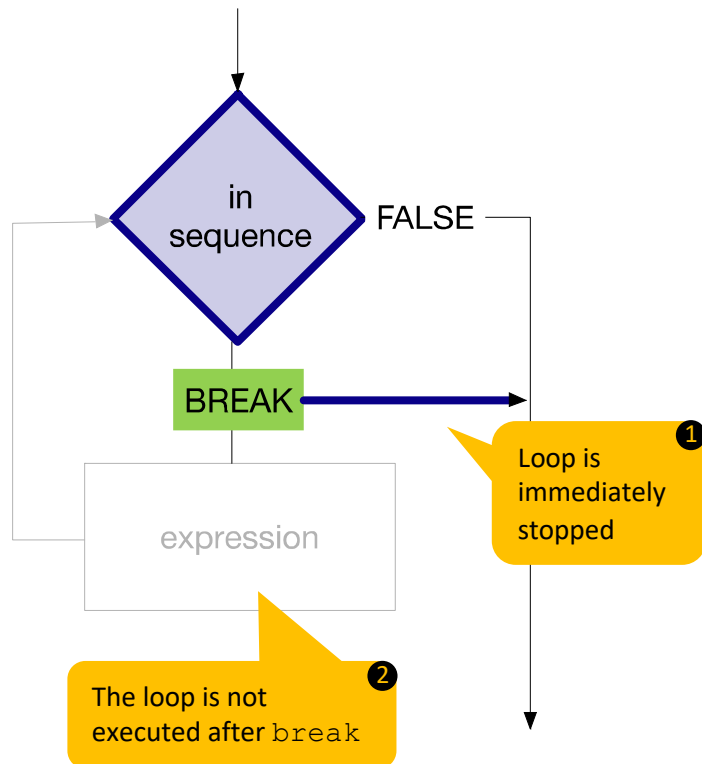 in
sequence
FALSE
BREAK
1
Loop is
immediately
stopped
expression
2
The loop is not
executed after break